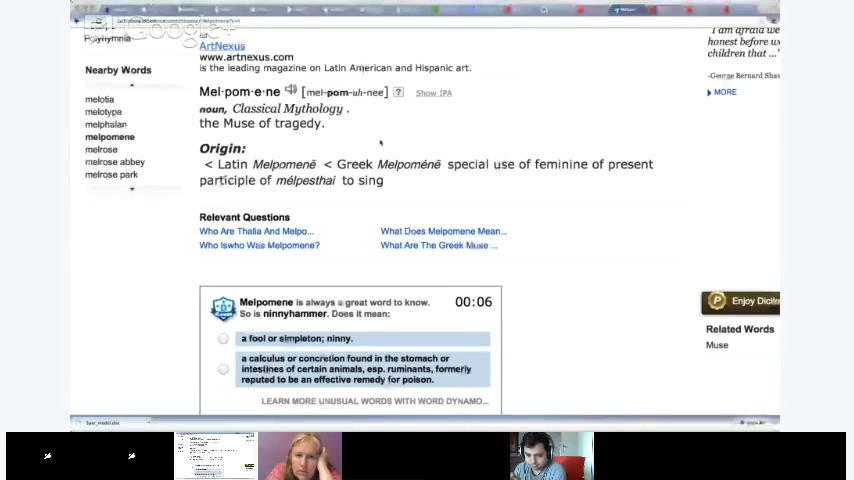 Google+
Polyhymnia
Nearby Words
melotia
melotype
melphalan
melpomene
melrose
melrose abbey
melrose park
ArtNexus
www.artnexus.com
is the leading magazine on Latin American and Hispanic art.
Mel·pom·e·ne [mel-pom-uh-nee] ? Show IPA
noun, Classical Mythology .
the Muse of tragedy.
Origin:
< Latin Melpomenē < Greek Melpoménē special use of feminine of present
participle of mélpesthai to sing
Relevant Questions
Who Are Thalia And Melpo...
What Does Melpomene Mean...
Who Iswho Was Melpomene?
What Are The Greek Muse ...
Melpomene is always a great word to know.
So is ninnyhammer. Does it mean:
00:06
a fool or simpleton; ninny.
a calculus or concretion found in the stomach or
intestines of certain animals, esp. ruminants, formerly
reputed to be an effective remedy for poison.
LEARN MORE UNUSUAL WORDS WITH WORD DYNAMO...
"I am afraid we
honest before w
children that ..."
-George Bernard Shaw
MORE
Enjoy
Related Words
Muse